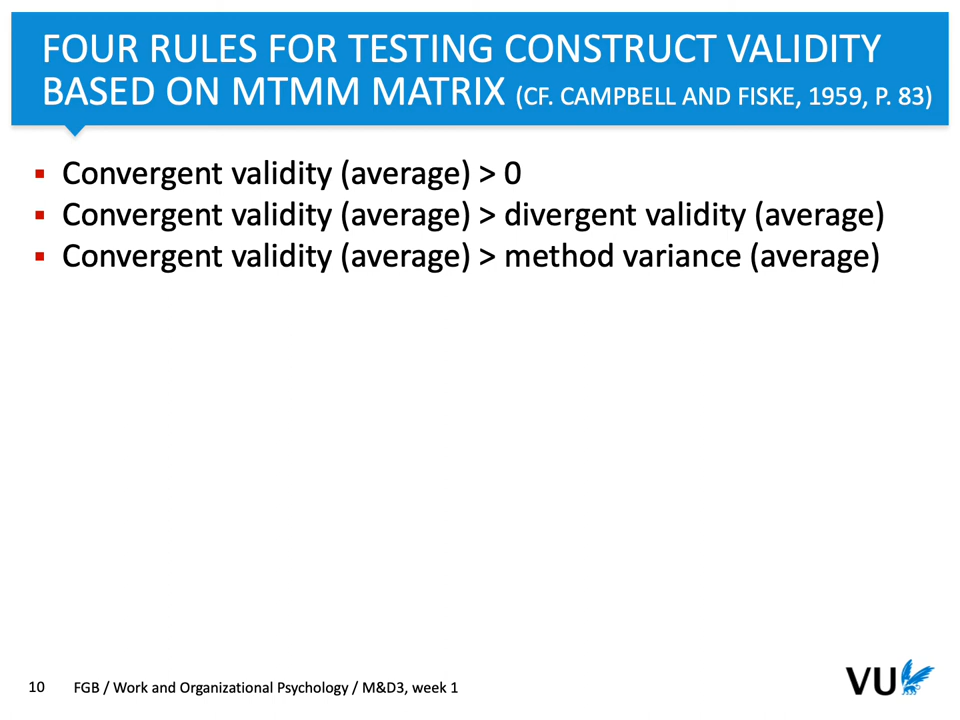 FOUR RULES FOR TESTING CONSTRUCT VALIDITY
BASED ON MTMM MATRIX (CF. CAMPBELL AND FISKE, 1959, P. 83)
▪ Convergent validity (average) > 0
▪ Convergent validity (average) > divergent validity (average)
▪ Convergent validity (average) > method variance (average)
10 FGB / Work and Organizational Psychology / M&D3, week 1
VU